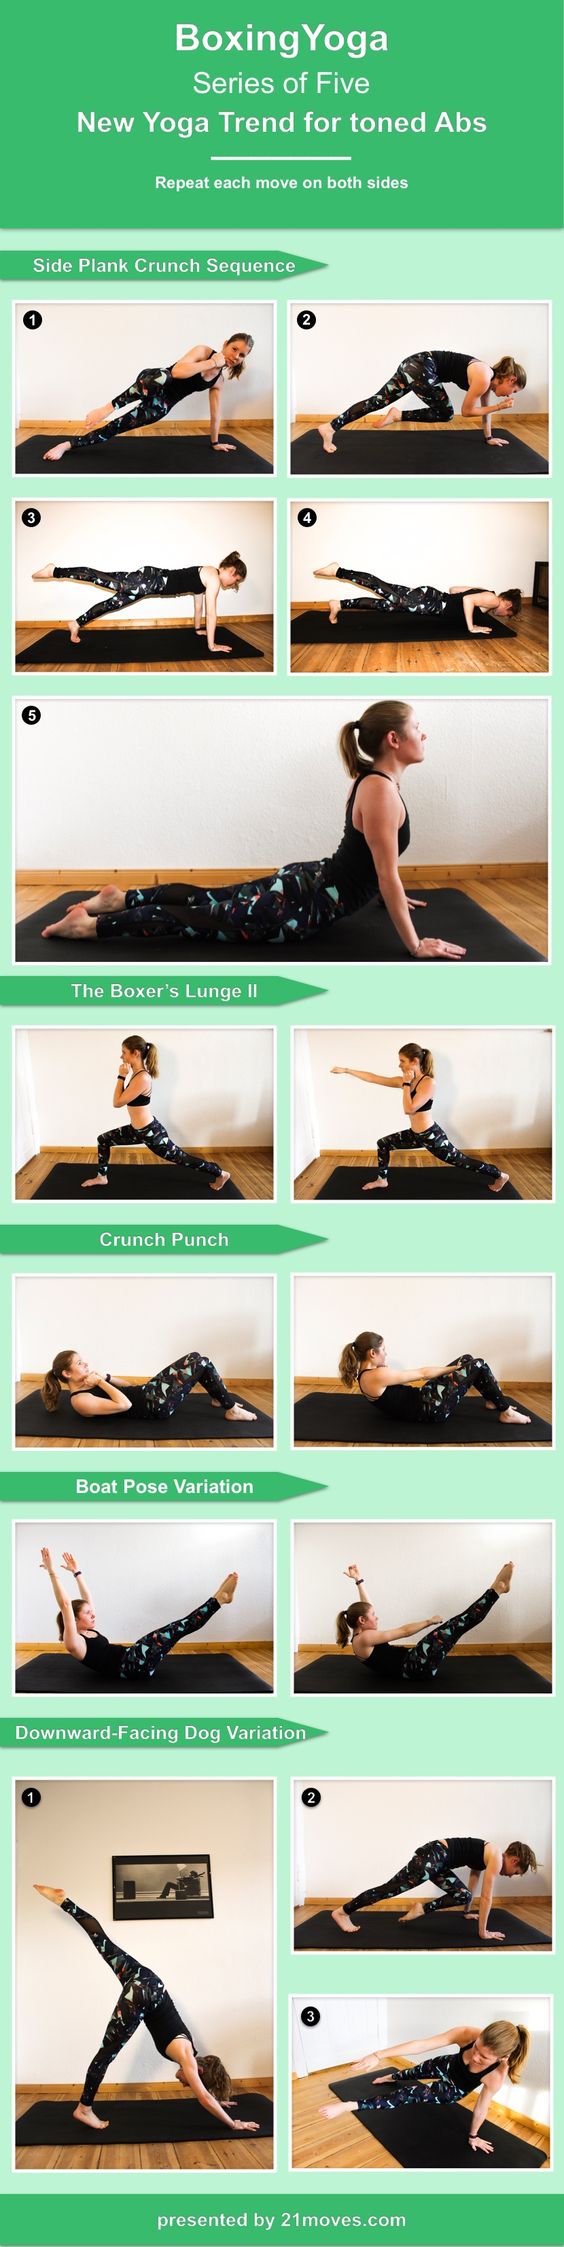 BoxingYoga
Series of Five
New Yoga Trend for toned Abs
Repeat each move on both sides
Side Plank Crunch Sequence
1
2
3
4
5
The Boxer's Lunge II
Crunch Punch
Boat Pose Variation
Downward-Facing Dog Variation
1
2
3
presented by 21moves.com